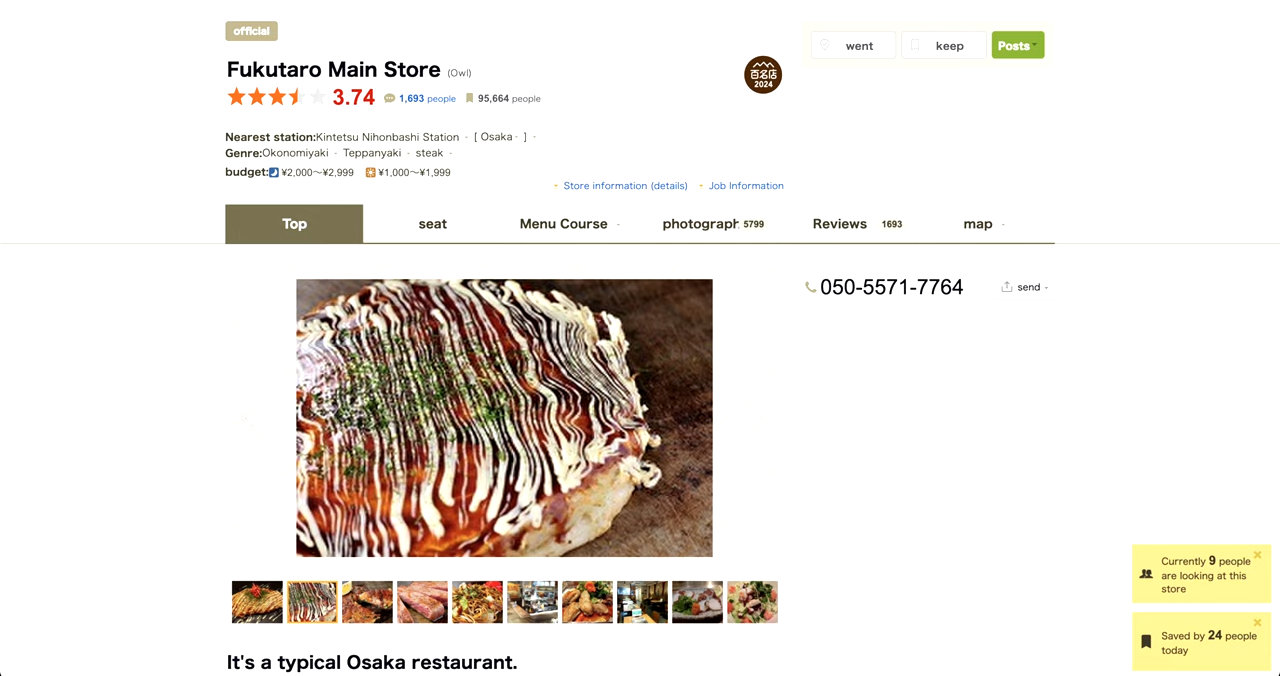 official
went
keep
Posts
Fukutaro Main Store (Owl)
百名店
2024
3.74
1,693 people
95,664 people
Nearest station:Kintetsu Nihonbashi Station - [ Osaka - ] -
Genre:Okonomiyaki - Teppanyaki - steak -
budget: ¥2,000～¥2,999 ¥1,000～¥1,999
- Store information (details) - Job Information
Top
seat
Menu Course -
photograph 5799
Reviews 1693
map -
050-5571-7764
send -
Currently 9 people
are looking at this
store
Saved by 24 people
today
It's a typical Osaka restaurant.